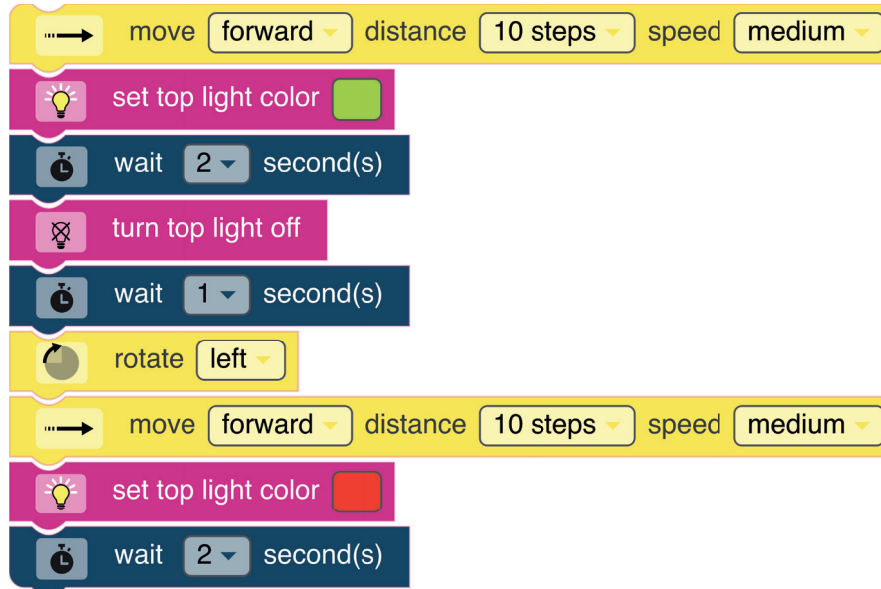 move forward distance 10 steps speed medium
set top light color
wait 2 second(s)
turn top light off
wait 1 second(s)
rotate left
move forward distance 10 steps speed medium
set top light color
wait 2 second(s)